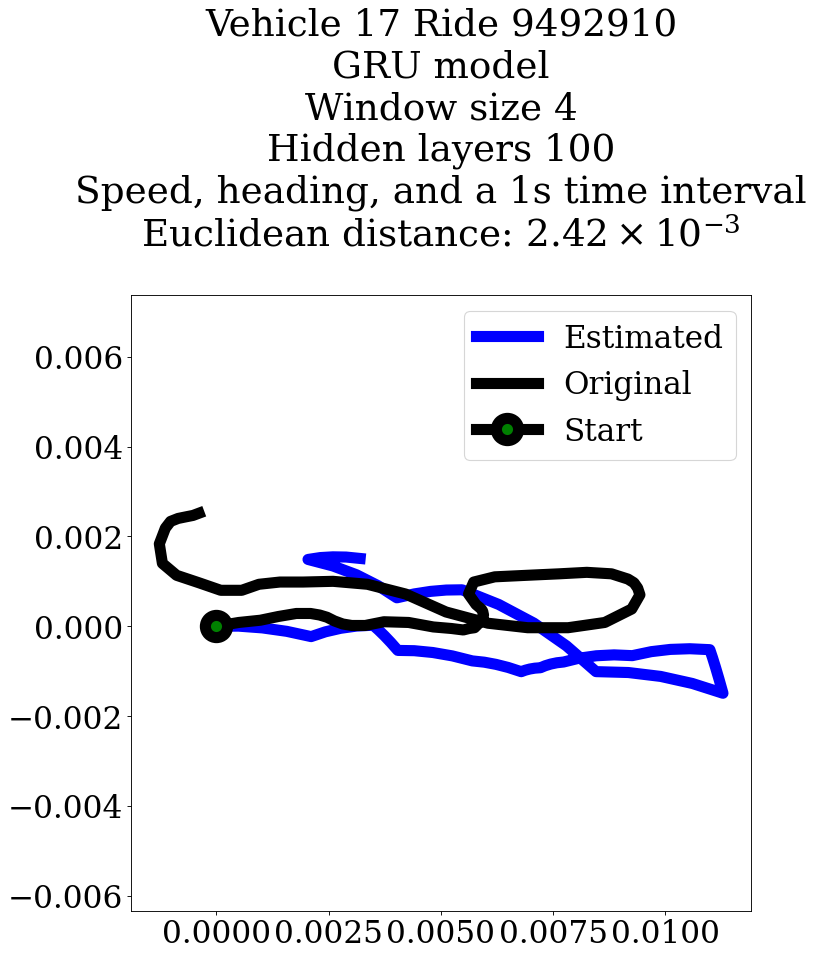 Vehicle 17 Ride 9492910
GRU model
Window size 4
Hidden layers 100
Speed, heading, and a 1s time interval
Euclidean distance: 2.42 × 10⁻³
Estimated
Original
Start
0.006
0.004
0.002
0.000
−0.002
−0.004
−0.006
0.0000 0.0025 0.0050 0.0075 0.0100